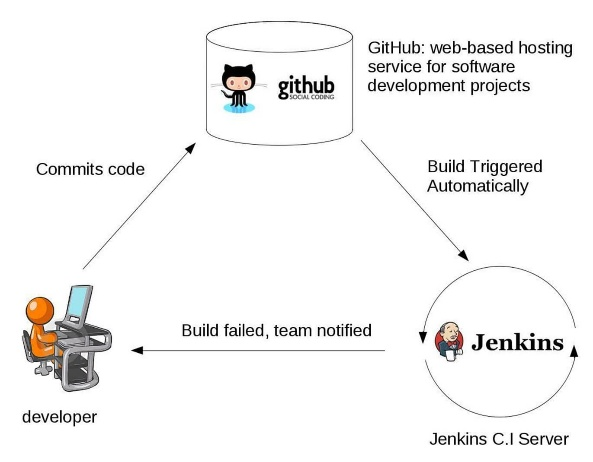 GitHub: web-based hosting
service for software
development projects
github
SOCIAL CODING
Commits code
Build Triggered
Automatically
Build failed, team notified
Jenkins
developer
Jenkins C.I Server